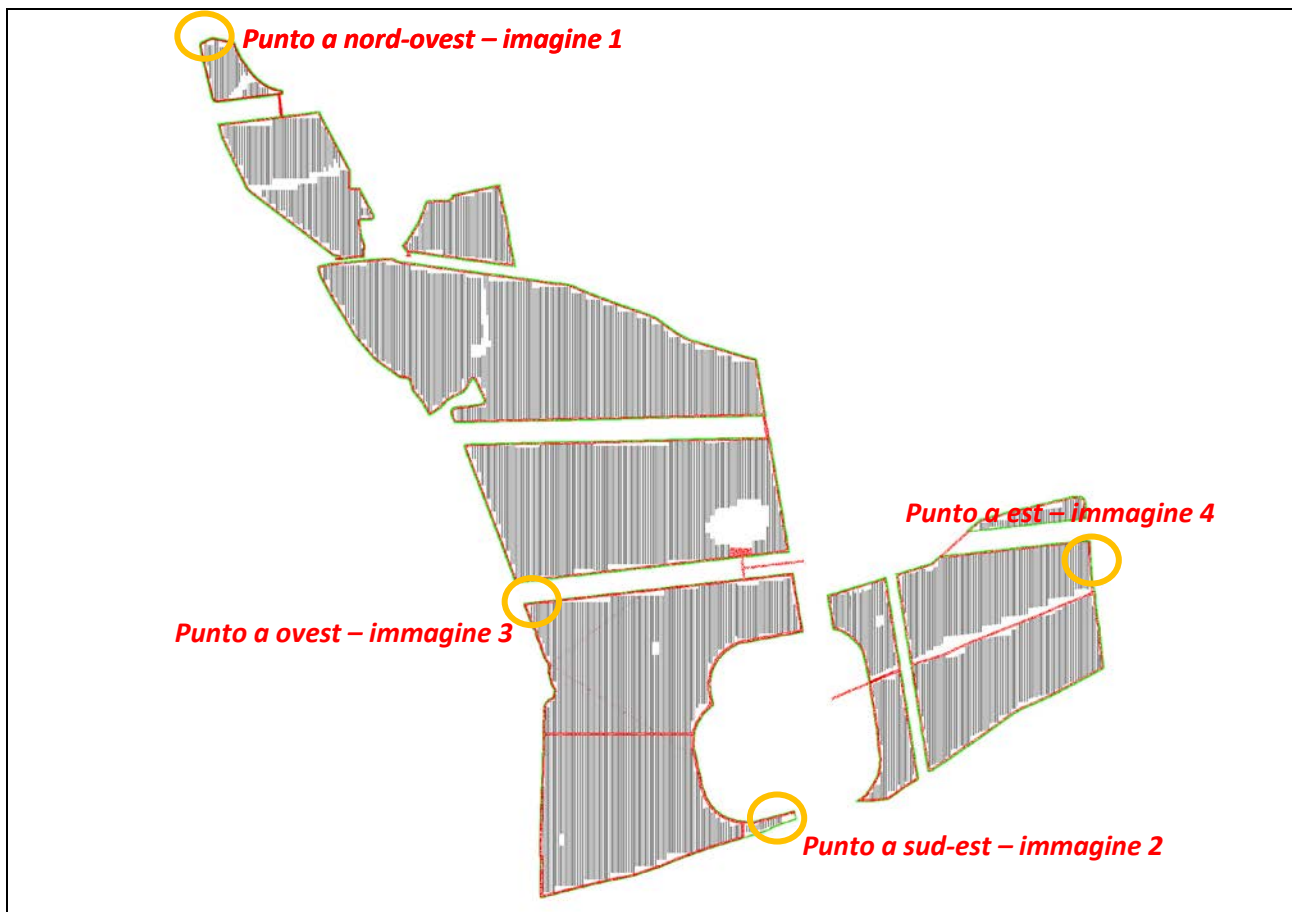 Punto a nord-ovest – imagine 1
Punto a est – immagine 4
Punto a ovest – immagine 3
Punto a sud-est – immagine 2